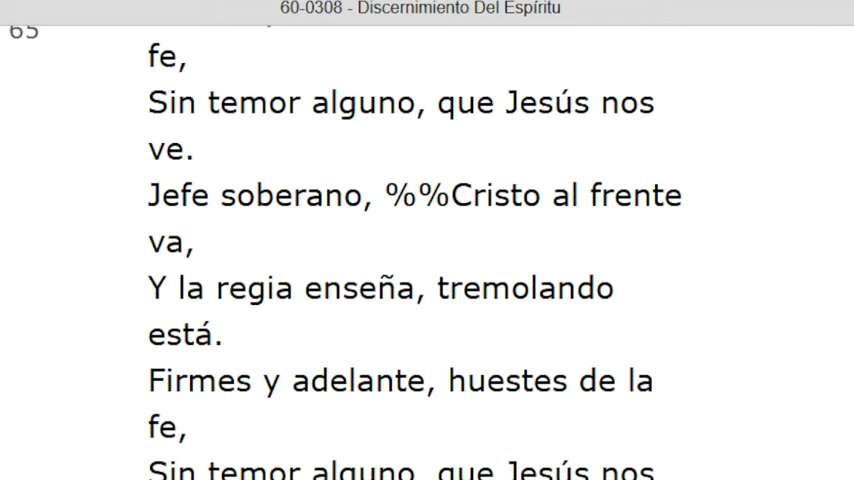 60-0308 - Discernimiento Del Espíritu
65
fe,
Sin temor alguno, que Jesús nos
ve.
Jefe soberano, %%Cristo al frente
va,
Y la regia enseña, tremolando
está.
Firmes y adelante, huestes de la
fe,
Sin temor alguno, que Jesús nos